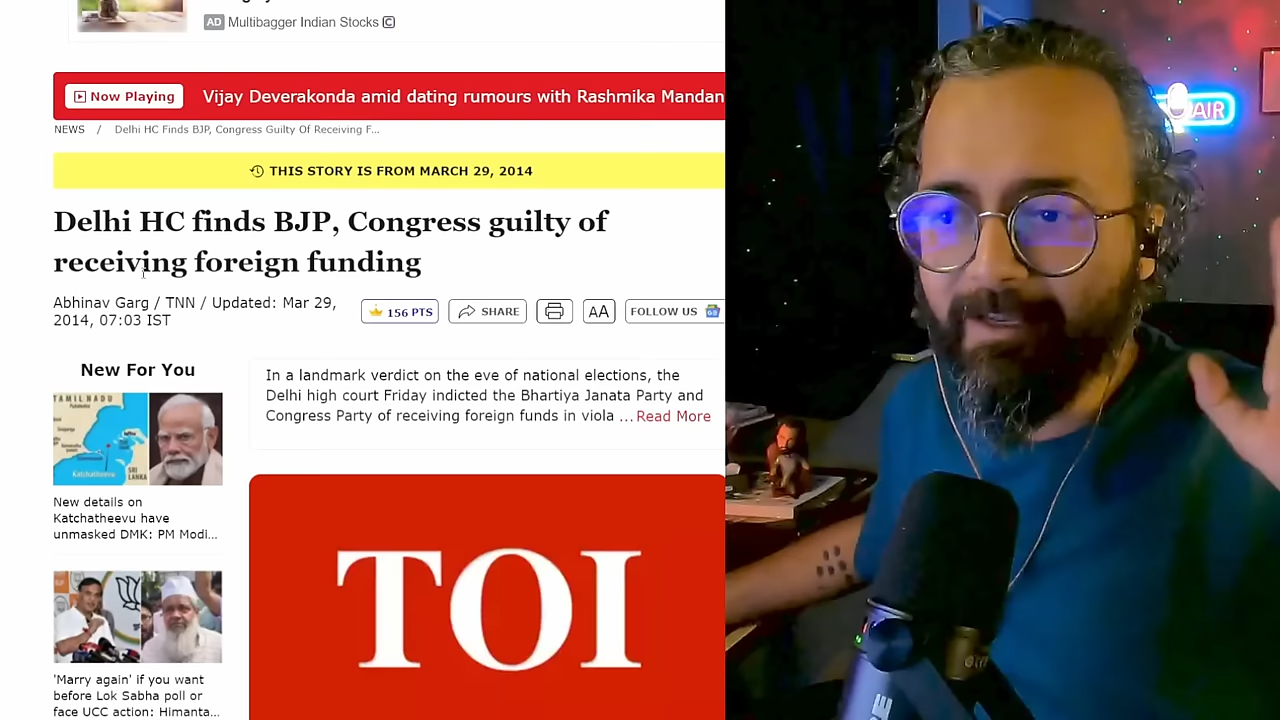 AD Multibagger Indian Stocks
Now Playing
Vijay Deverakonda amid dating rumours with Rashmika Mandan
NEWS / Delhi HC Finds BJP, Congress Guilty Of Receiving F...
THIS STORY IS FROM MARCH 29, 2014
Delhi HC finds BJP, Congress guilty of
receiving foreign funding
Abhinav Garg / TNN / Updated: Mar 29,
2014, 07:03 IST
156 PTS
SHARE
AA
FOLLOW US
New For You
In a landmark verdict on the eve of national elections, the
Delhi high court Friday indicted the Bhartiya Janata Party and
Congress Party of receiving foreign funds in viola ... Read More
TAMIL NADU
Katchatheevu
SRI
LANKA
New details on
Katchatheevu have
unmasked DMK: PM Modi...
'Marry again' if you want
before Lok Sabha poll or
face UCC action: Himanta...
TOI
AIR